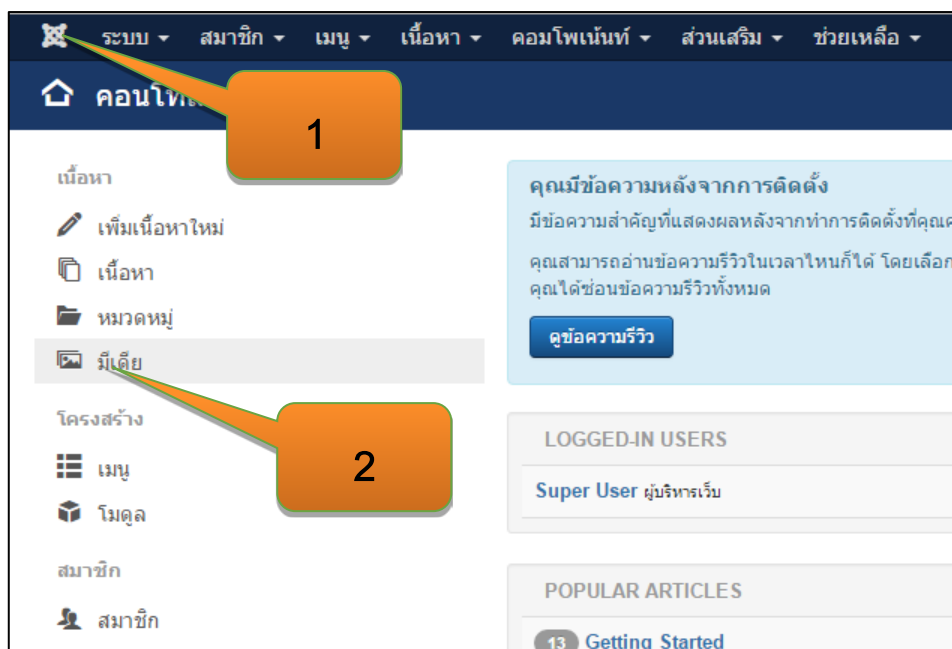 ระบบ สมาชิก เมนู เนื้อหา คอมโพเน้นท์ ส่วนเสริม ช่วยเหลือ
1
เนื้อหา
เพิ่มเนื้อหาใหม่
เนื้อหา
หมวดหมู่
มีเดีย
2
โครงสร้าง
เมนู
โมดูล
สมาชิก
สมาชิก
คุณมีข้อความหลังจากการติดตั้ง
มีข้อความสำคัญที่แสดงผลหลังจากทำการติดตั้งที่คุณ
คุณสามารถอ่านข้อความรีวิวในเวลาไหนก็ได้ โดยเลือก
คุณได้ซ่อนข้อความรีวิวทั้งหมด
ดูข้อความรีวิว
LOGGED-IN USERS
Super User ผู้บริหารเว็บ
POPULAR ARTICLES
13 Getting Started